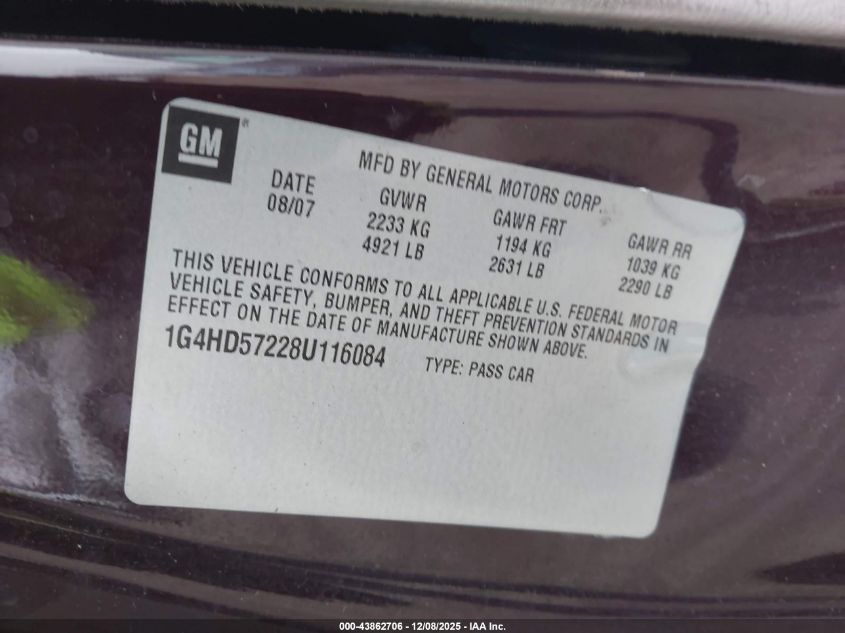 GM®
MFD BY GENERAL MOTORS CORP.
DATE GVWR GAWR FRT GAWR RR
08/07 2233 KG 1194 KG 1039 KG
4921 LB 2631 LB 2290 LB
THIS VEHICLE CONFORMS TO ALL APPLICABLE U.S. FEDERAL MOTOR
VEHICLE SAFETY, BUMPER, AND THEFT PREVENTION STANDARDS IN
EFFECT ON THE DATE OF MANUFACTURE SHOWN ABOVE.
1G4HD57228U116084 TYPE: PASS CAR
000-43862706 - 12/08/2025 - IAA Inc.